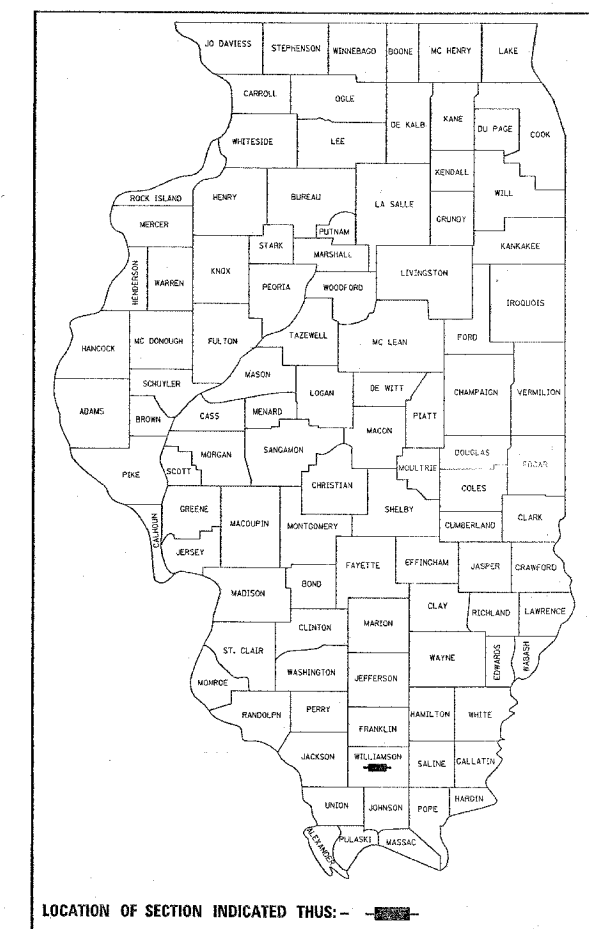 JO DAVIESS STEPHENSON WINNEBAGO BOONE MC HENRY LAKE
CARROLL OGLE
DE KALB KANE DU PAGE COOK
WHITESIDE LEE
KENDALL
ROCK ISLAND HENRY BUREAU LA SALLE WILL
MERCER PUTNAM GRUNDY
STARK MARSHALL KANKAKEE
HENDERSON WARREN KNOX PEORIA WOODFORD LIVINGSTON IROQUOIS
HANCOCK MC DONOUGH FULTON TAZEWELL MC LEAN FORD
MASON
SCHUYLER LOGAN DE WITT CHAMPAIGN VERMILION
ADAMS BROWN CASS MENARD MACON PIATT
MORGAN SANGAMON DOUGLAS
PIKE SCOTT MOULTRIE EDGAR
CHRISTIAN COLES
GREENE MACOUPIN MONTGOMERY SHELBY CUMBERLAND CLARK
CALHOUN JERSEY
FAYETTE EFFINGHAM JASPER CRAWFORD
MADISON BOND
CLAY RICHLAND LAWRENCE
CLINTON MARION
ST. CLAIR WAYNE EDWARDS WABASH
WASHINGTON JEFFERSON
MONROE
RANDOLPH PERRY HAMILTON WHITE
FRANKLIN
JACKSON WILLIAMSON SALINE GALLATIN
UNION JOHNSON POPE HARDIN
ALEXANDER PULASKI MASSAC
LOCATION OF SECTION INDICATED THUS: -